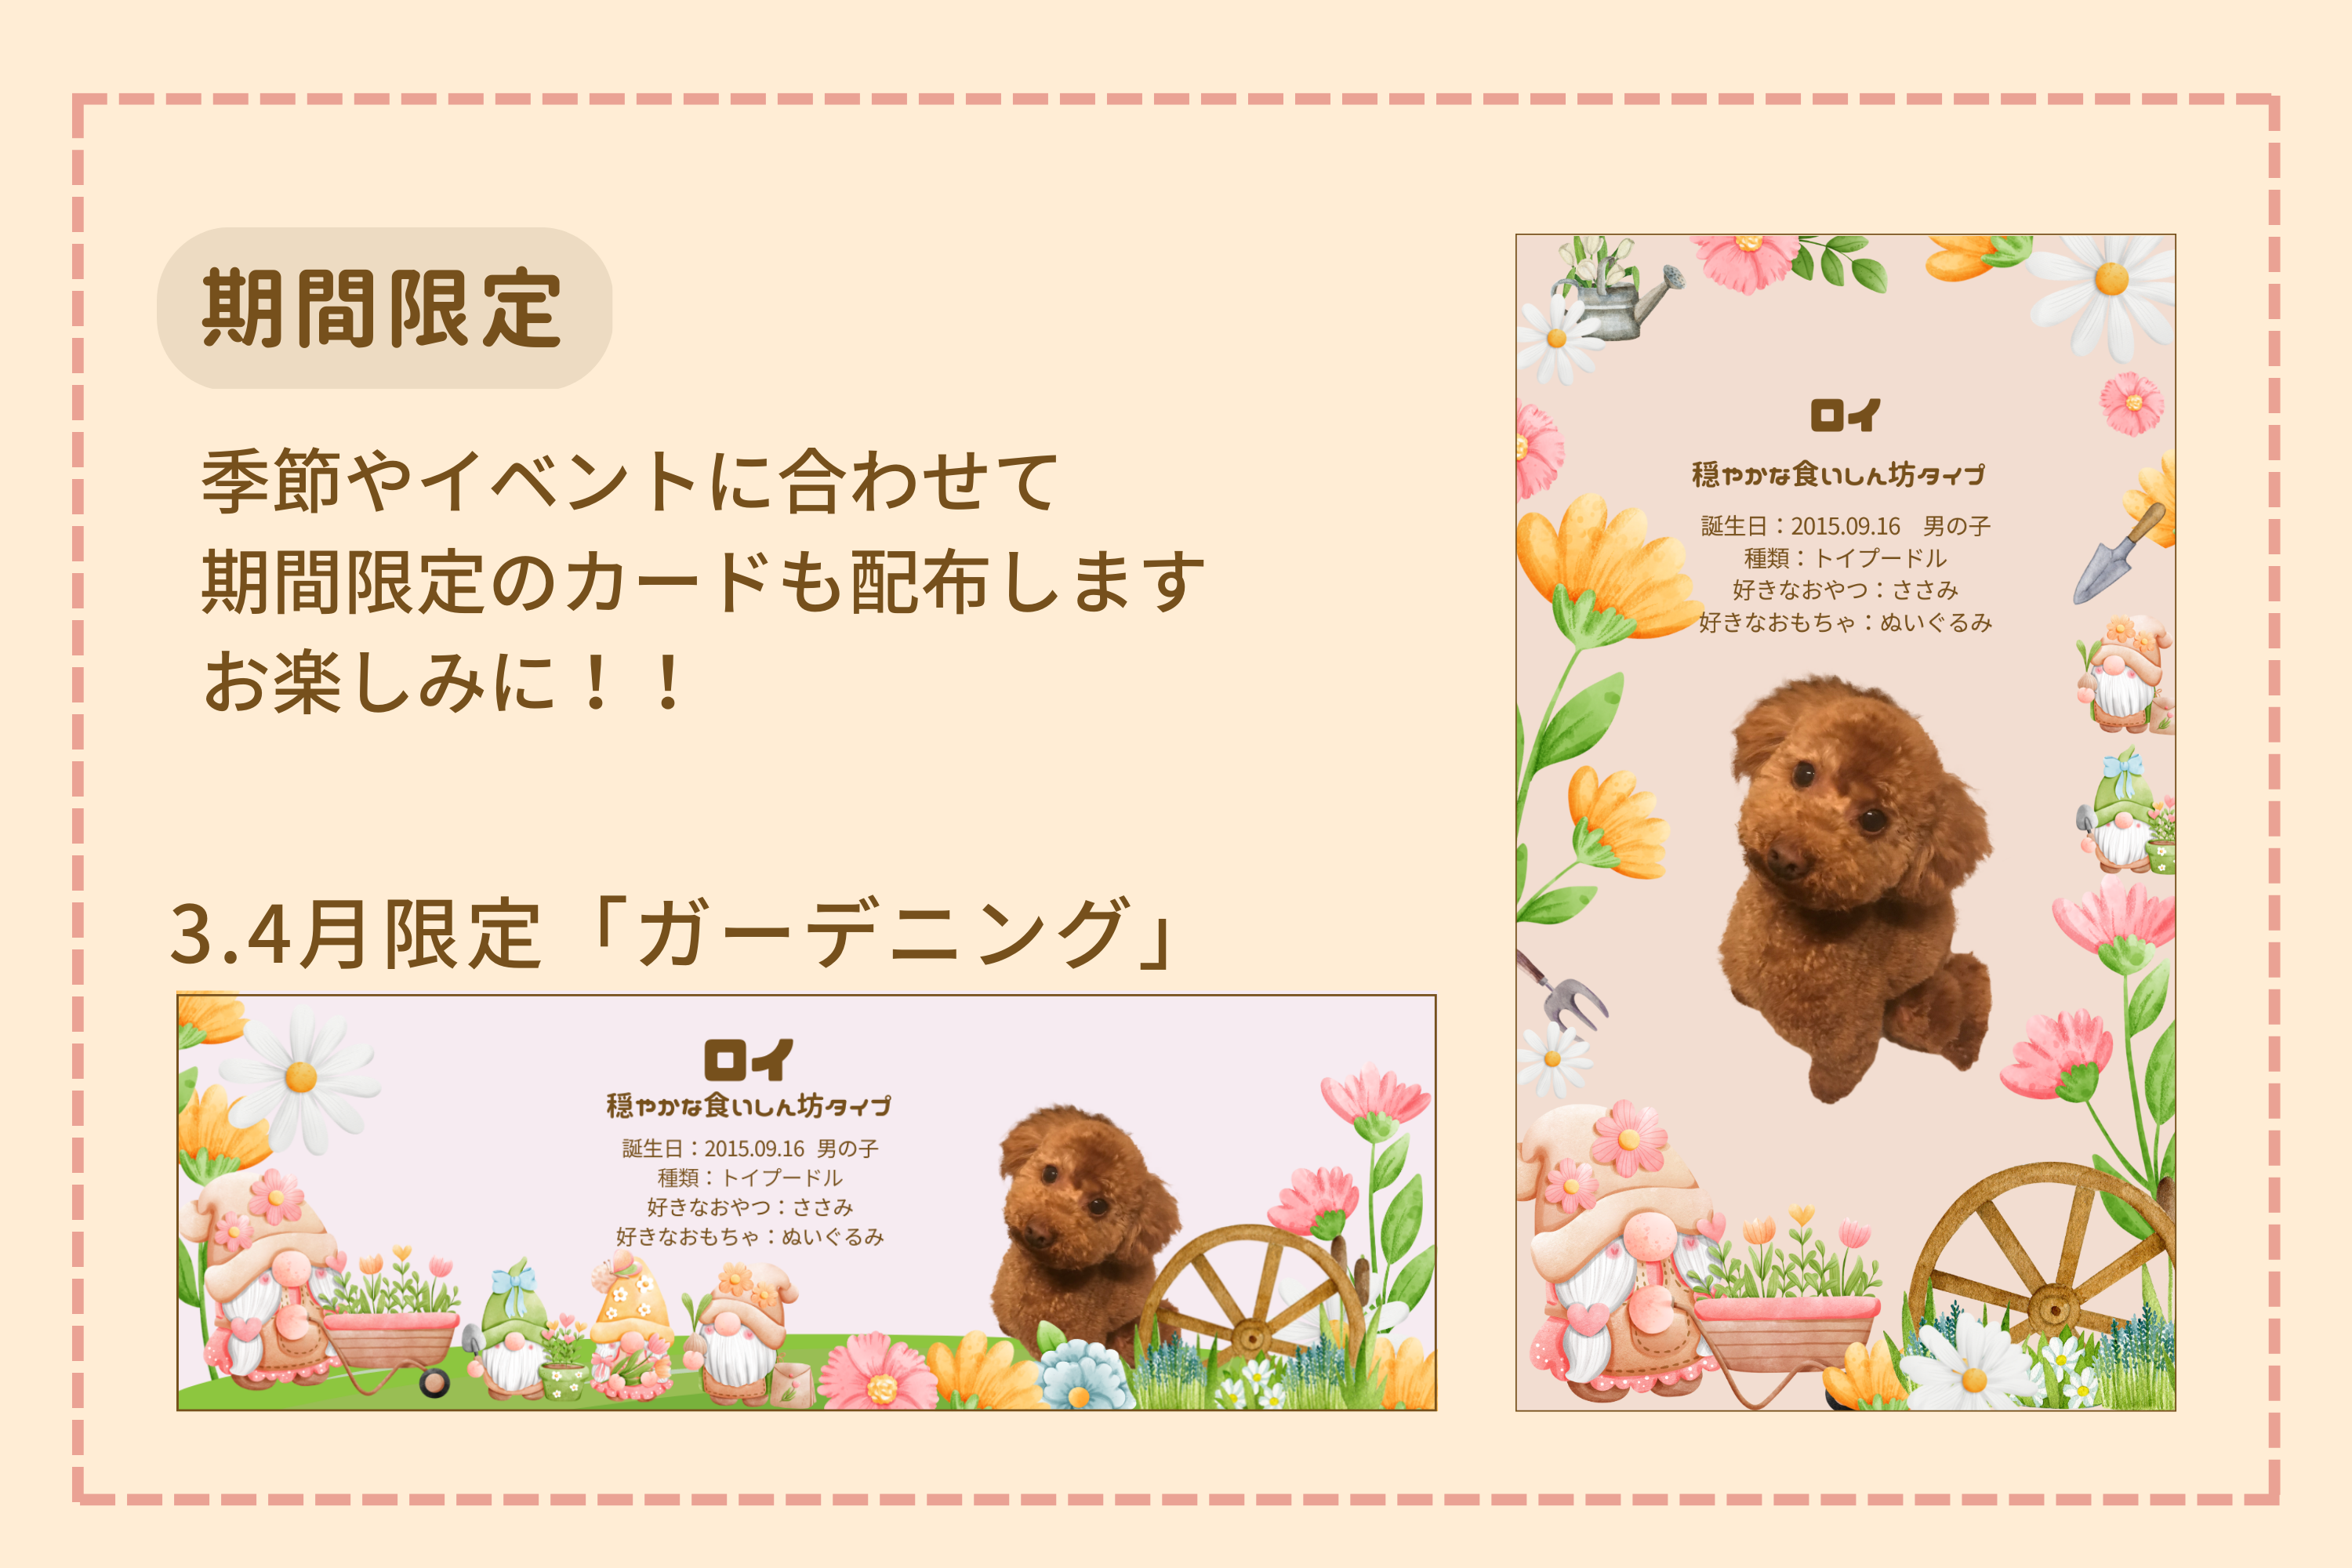 期間限定
季節やイベントに合わせて
期間限定のカードも配布します
お楽しみに！！
3.4月限定「ガーデニング」
ロイ
穏やかな食いしん坊タイプ
誕生日：2015.09.16 男の子
種類：トイプードル
好きなおやつ：ささみ
好きなおもちゃ：ぬいぐるみ
ロイ
穏やかな食いしん坊タイプ
誕生日：2015.09.16　男の子
種類：トイプードル
好きなおやつ：ささみ
好きなおもちゃ：ぬいぐるみ